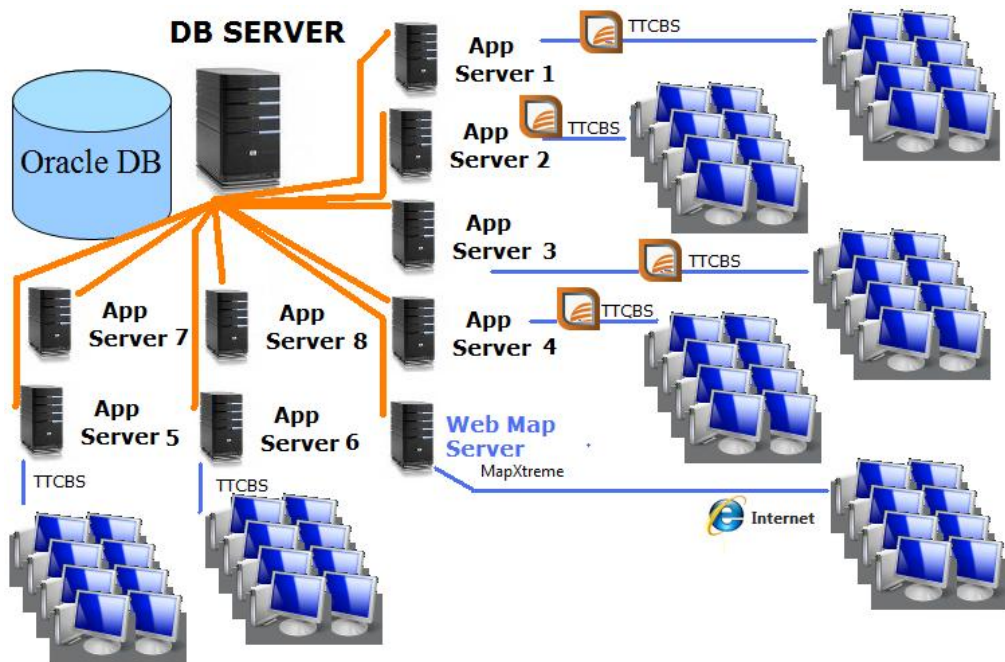 DB SERVER
Oracle DB
App
Server 1
TTCBS
App
Server 2
TTCBS
App
Server 3
TTCBS
App
Server 4
TTCBS
App
Server 7
App
Server 8
App
Server 5
App
Server 6
Web Map
Server
MapXtreme
TTCBS
TTCBS
Internet